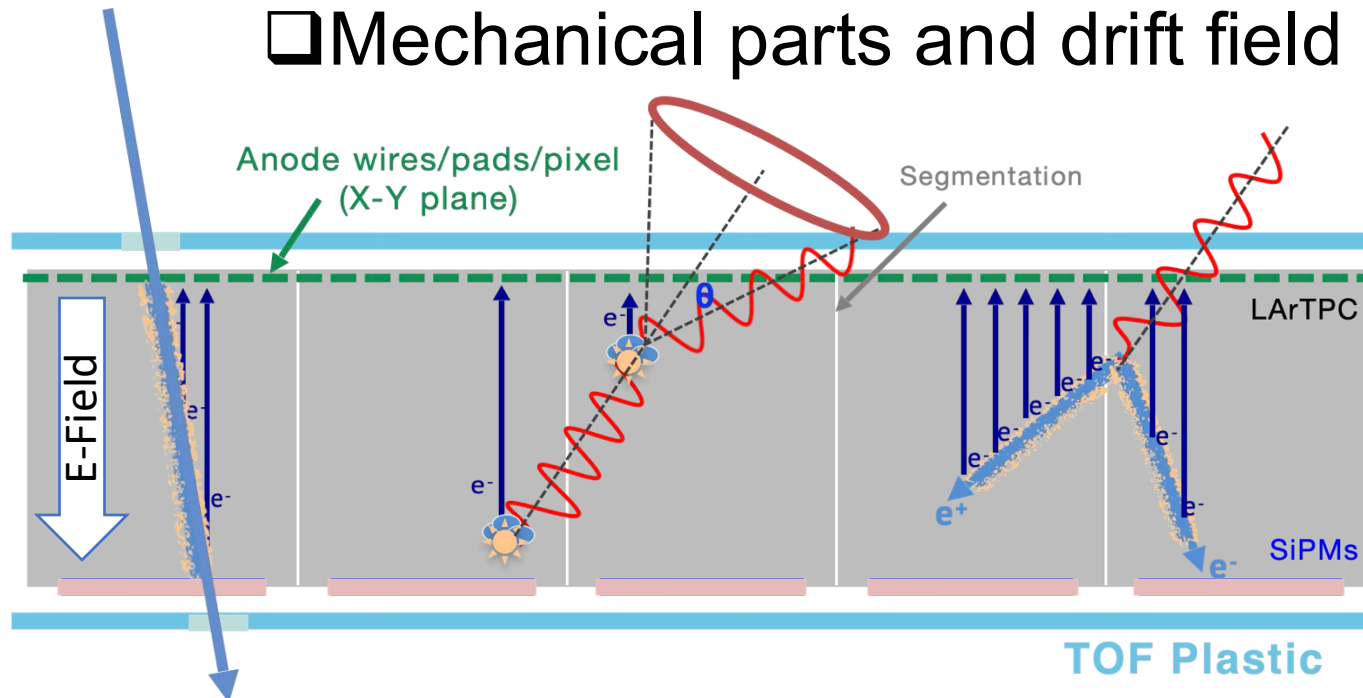 ❑Mechanical parts and drift field
Anode wires/pads/pixel
(X-Y plane)
Segmentation
θ
LArTPC
E-Field
e-
e-
e-
e-
e-
e-
e-
e-
e-
e-
e-
e-
e+
e-
SiPMs
TOF Plastic